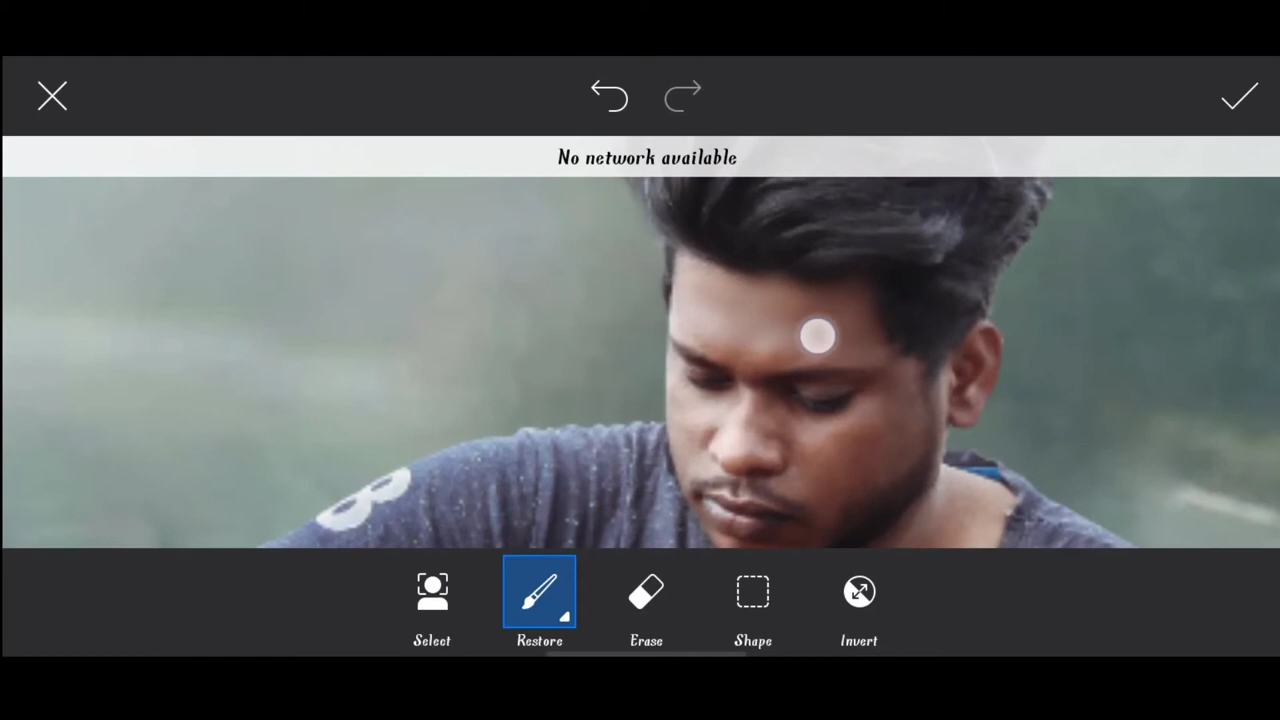 No network available
B
Select
Restore
Erase
Shape
Invert